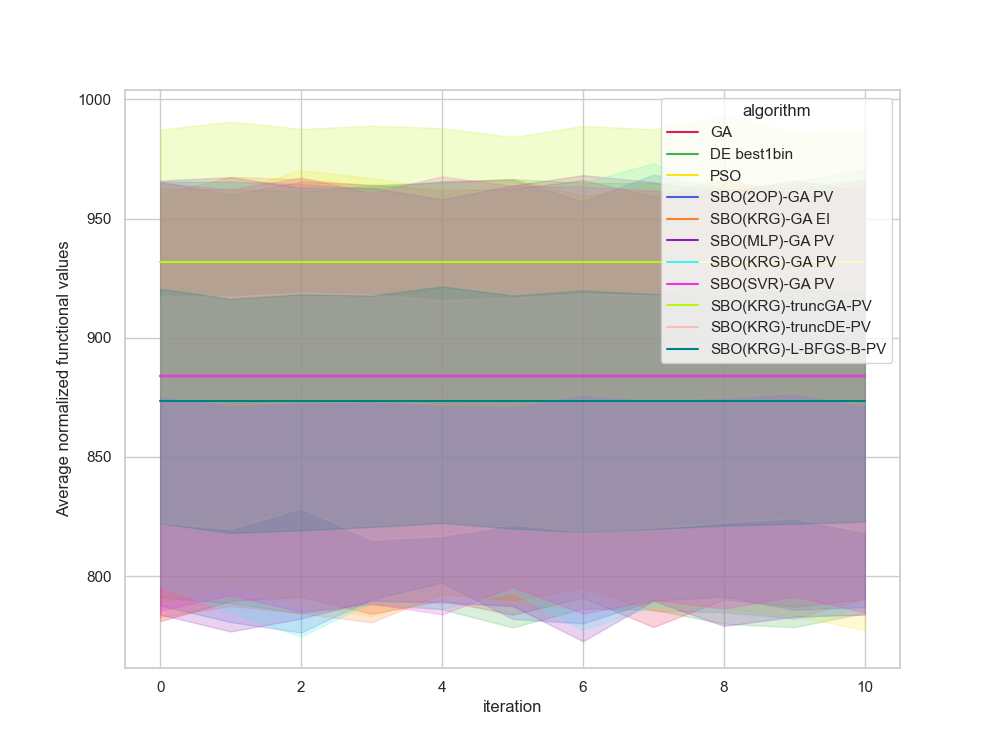 1000
950
900
850
800
Average normalized functional values
algorithm
GA
DE best1bin
PSO
SBO(2OP)-GA PV
SBO(KRG)-GA EI
SBO(MLP)-GA PV
SBO(KRG)-GA PV
SBO(SVR)-GA PV
SBO(KRG)-truncGA-PV
SBO(KRG)-truncDE-PV
SBO(KRG)-L-BFGS-B-PV
0 2 4 6 8 10
iteration